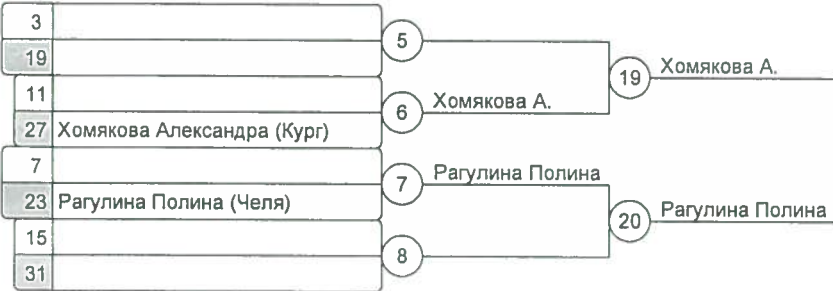 3
5
19
19 Хомякова А.
11
6 Хомякова А.
27 Хомякова Александра (Кург)
7
7 Рагулина Полина
23 Рагулина Полина (Челя)
20 Рагулина Полина
15
8
31